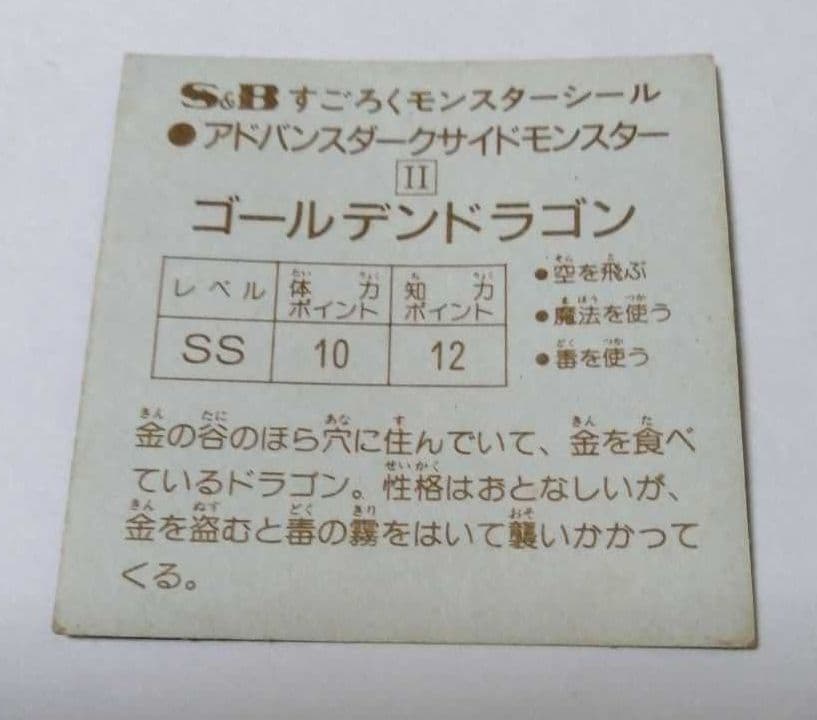 S&B すごろくモンスターシール
●アドバンスダークサイドモンスター
II
ゴールデンドラゴン
レベル 体力ポイント 知力ポイント
SS 10 12
●空を飛ぶ
●魔法を使う
●毒を使う
金の谷のほら穴に住んでいて、金を食べ
ているドラゴン。性格はおとなしいが、
金を盗むと毒の霧をはいて襲いかかって
くる。